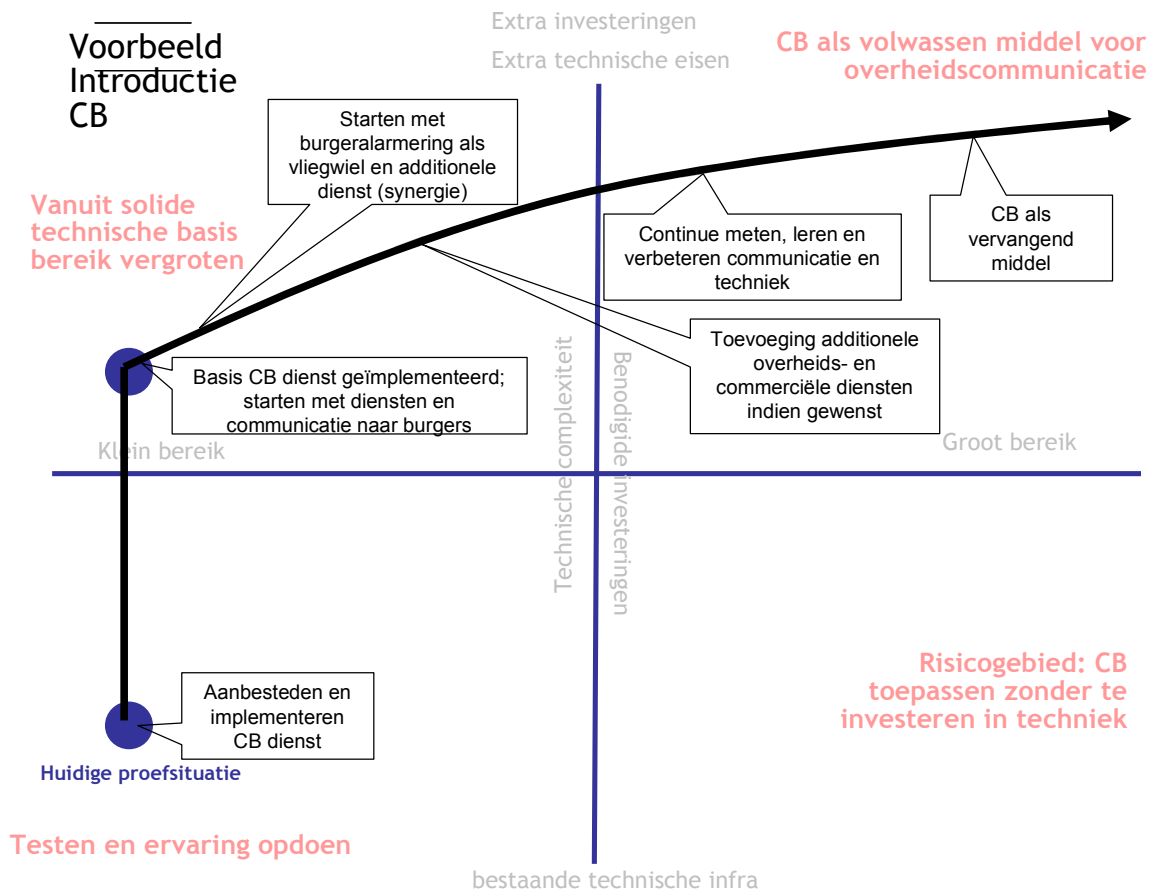 Voorbeeld
Introductie
CB
Extra investeringen
Extra technische eisen
CB als volwassen middel voor
overheidscommunicatie
Starten met
burgeralarmering als
vliegwiel en additionele
dienst (synergie)
Vanuit solide
technische basis
bereik vergroten
Continue meten, leren en
verbeteren communicatie en
techniek
CB als
vervangend
middel
Basis CB dienst geïmplementeerd;
starten met diensten en
communicatie naar burgers
Toevoeging additionele
overheids- en
commerciële diensten
indien gewenst
Klein bereik
Groot bereik
Technische complexiteit
Benodigide investeringen
Aanbesteden en
implementeren
CB dienst
Risicogebied: CB
toepassen zonder te
investeren in techniek
Huidige proefsituatie
Testen en ervaring opdoen
bestaande technische infra